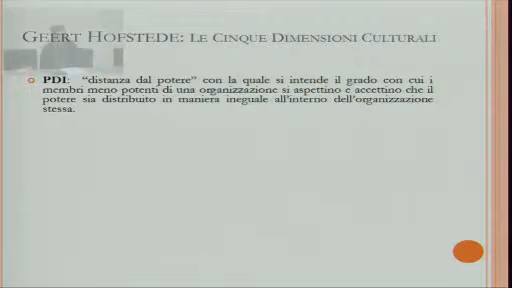 GEERT HOFSTEDE: LE CINQUE DIMENSIONI CULTURALI
PDI: “distanza dal potere” con la quale si intende il grado con cui i
membri meno potenti di una organizzazione si aspettino e accettino che il
potere sia distribuito in maniera ineguale all’interno dell’organizzazione
stessa.